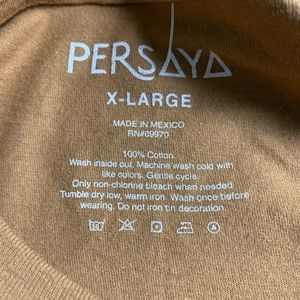 PERSAYA
X-LARGE
MADE IN MEXICO
RN#69970
100% Cotton.
Wash inside out. Machine wash cold with
like colors. Gentle cycle.
Only non-chlorine bleach when needed
Tumble dry low, warm iron. Wash once before
wearing. Do not iron on decoration.